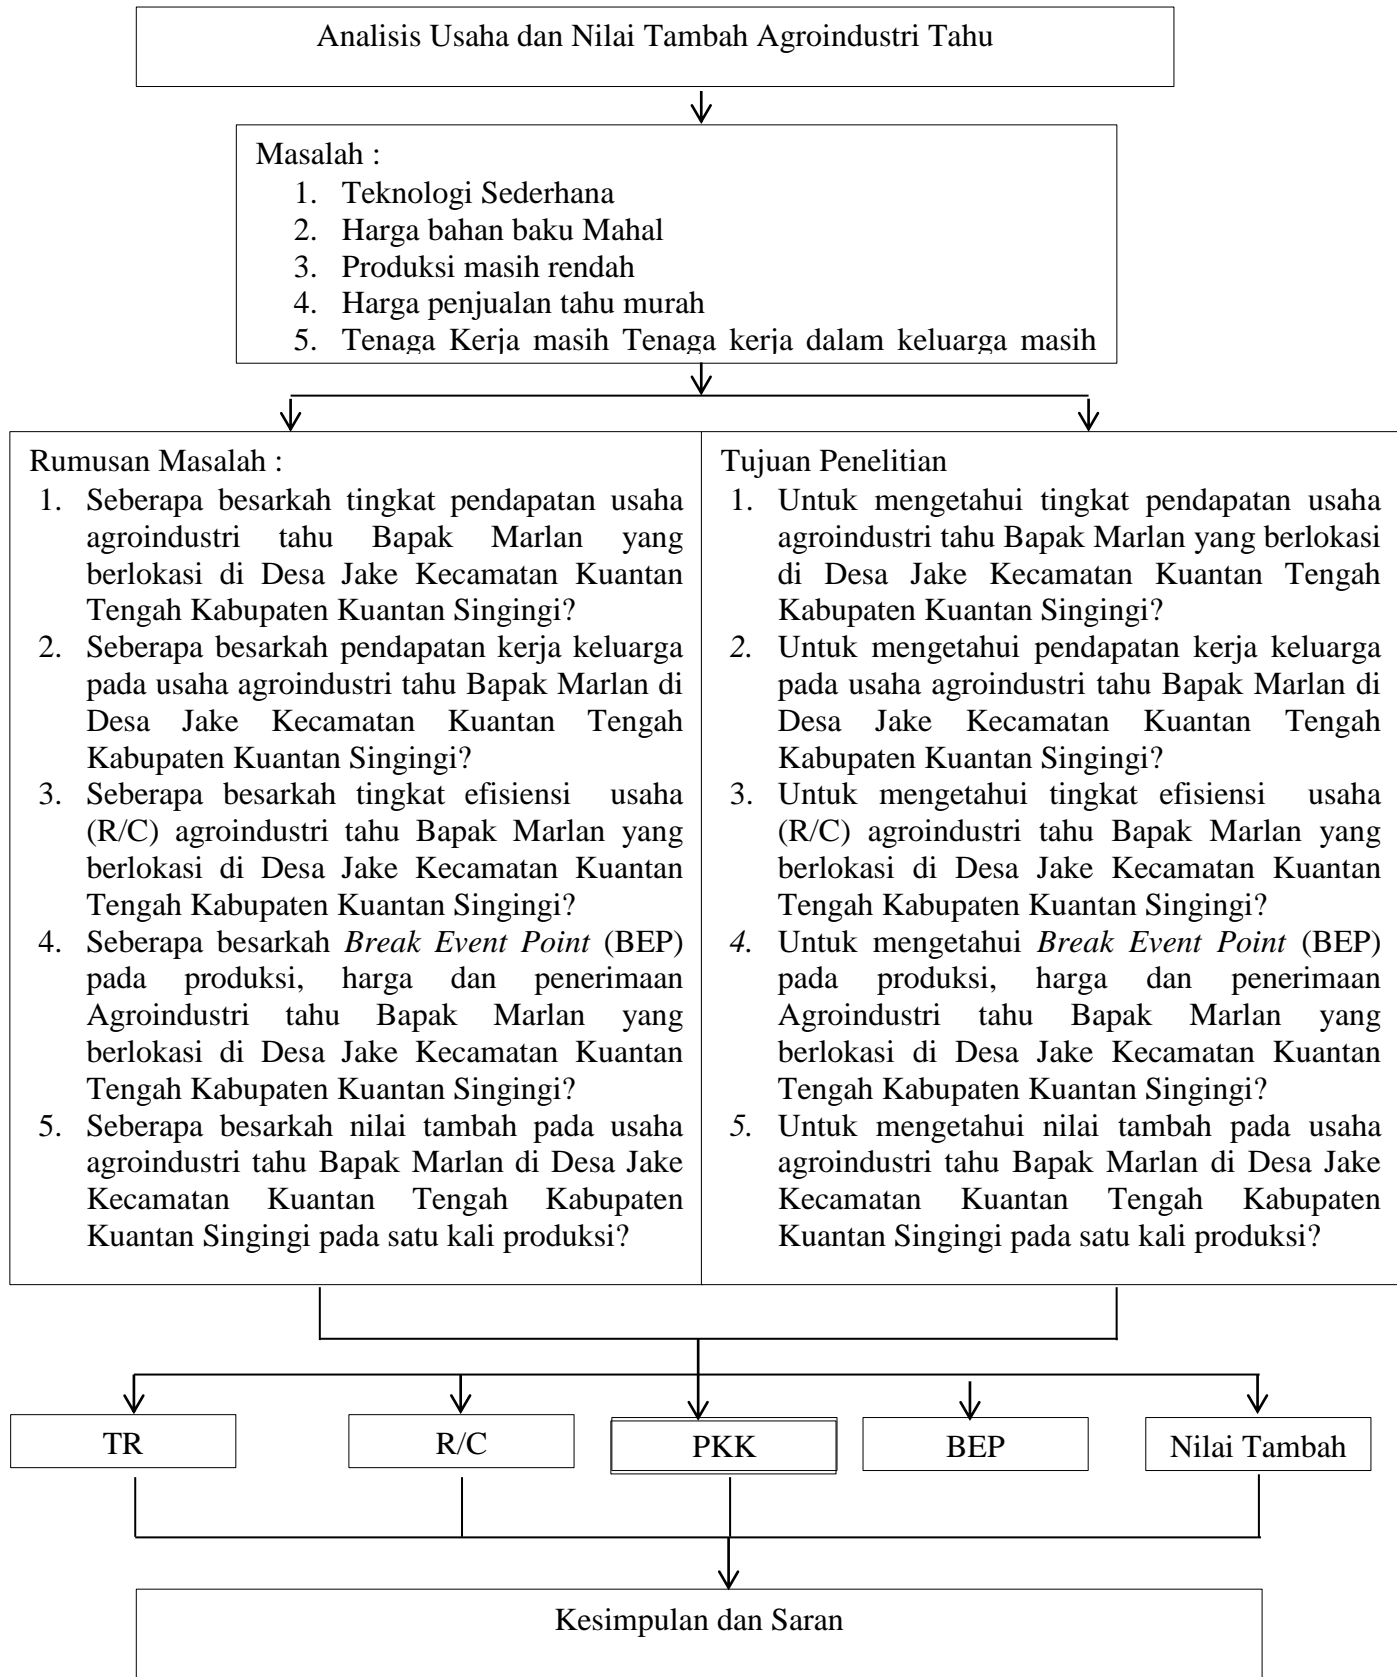 Analisis Usaha dan Nilai Tambah Agroindustri Tahu
Masalah :
1. Teknologi Sederhana
2. Harga bahan baku Mahal
3. Produksi masih rendah
4. Harga penjualan tahu murah
5. Tenaga Kerja masih Tenaga kerja dalam keluarga masih
Rumusan Masalah :
1. Seberapa besarkah tingkat pendapatan usaha
agroindustri tahu Bapak Marlan yang
berlokasi di Desa Jake Kecamatan Kuantan
Tengah Kabupaten Kuantan Singingi?
2. Seberapa besarkah pendapatan kerja keluarga
pada usaha agroindustri tahu Bapak Marlan di
Desa Jake Kecamatan Kuantan Tengah
Kabupaten Kuantan Singingi?
3. Seberapa besarkah tingkat efisiensi usaha
(R/C) agroindustri tahu Bapak Marlan yang
berlokasi di Desa Jake Kecamatan Kuantan
Tengah Kabupaten Kuantan Singingi?
4. Seberapa besarkah Break Event Point (BEP)
pada produksi, harga dan penerimaan
Agroindustri tahu Bapak Marlan yang
berlokasi di Desa Jake Kecamatan Kuantan
Tengah Kabupaten Kuantan Singingi?
5. Seberapa besarkah nilai tambah pada usaha
agroindustri tahu Bapak Marlan di Desa Jake
Kecamatan Kuantan Tengah Kabupaten
Kuantan Singingi pada satu kali produksi?
Tujuan Penelitian
1. Untuk mengetahui tingkat pendapatan usaha
agroindustri tahu Bapak Marlan yang berlokasi
di Desa Jake Kecamatan Kuantan Tengah
Kabupaten Kuantan Singingi?
2. Untuk mengetahui pendapatan kerja keluarga
pada usaha agroindustri tahu Bapak Marlan di
Desa Jake Kecamatan Kuantan Tengah
Kabupaten Kuantan Singingi?
3. Untuk mengetahui tingkat efisiensi usaha
(R/C) agroindustri tahu Bapak Marlan yang
berlokasi di Desa Jake Kecamatan Kuantan
Tengah Kabupaten Kuantan Singingi?
4. Untuk mengetahui Break Event Point (BEP)
pada produksi, harga dan penerimaan
Agroindustri tahu Bapak Marlan yang
berlokasi di Desa Jake Kecamatan Kuantan
Tengah Kabupaten Kuantan Singingi?
5. Untuk mengetahui nilai tambah pada usaha
agroindustri tahu Bapak Marlan di Desa Jake
Kecamatan Kuantan Tengah Kabupaten
Kuantan Singingi pada satu kali produksi?
TR
R/C
PKK
BEP
Nilai Tambah
Kesimpulan dan Saran